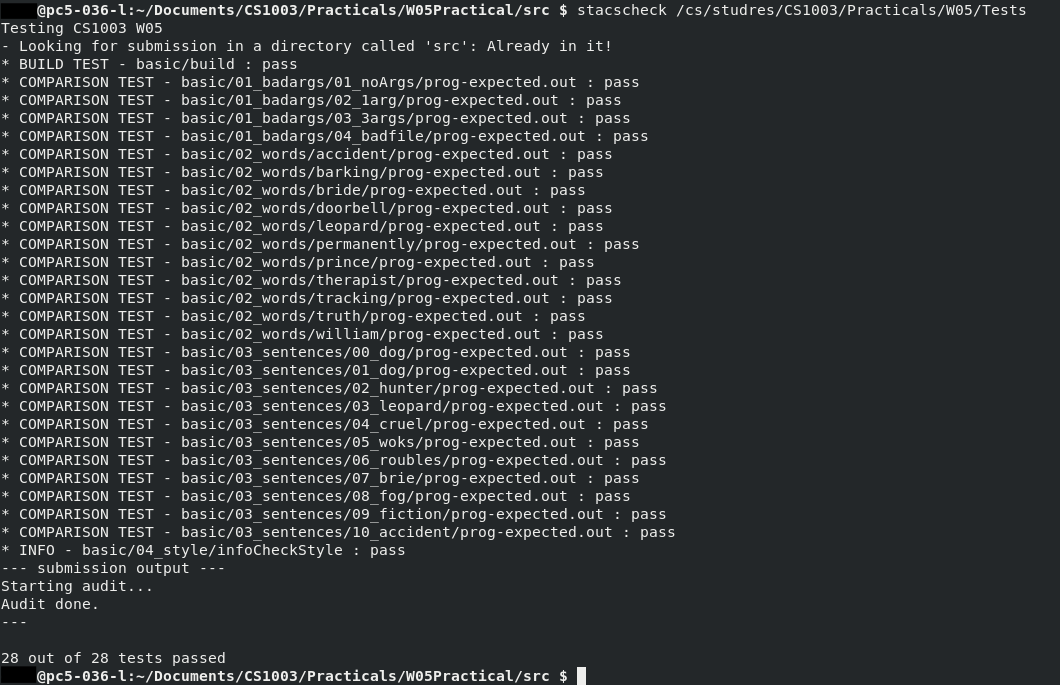 @pc5-036-l:~/Documents/CS1003/Practicals/W05Practical/src $ stacscheck /cs/studres/CS1003/Practicals/W05/Tests
Testing CS1003 W05
- Looking for submission in a directory called 'src': Already in it!
* BUILD TEST - basic/build : pass
* COMPARISON TEST - basic/01_badargs/01_noArgs/prog-expected.out : pass
* COMPARISON TEST - basic/01_badargs/02_1arg/prog-expected.out : pass
* COMPARISON TEST - basic/01_badargs/03_3args/prog-expected.out : pass
* COMPARISON TEST - basic/01_badargs/04_badfile/prog-expected.out : pass
* COMPARISON TEST - basic/02_words/accident/prog-expected.out : pass
* COMPARISON TEST - basic/02_words/barking/prog-expected.out : pass
* COMPARISON TEST - basic/02_words/bride/prog-expected.out : pass
* COMPARISON TEST - basic/02_words/doorbell/prog-expected.out : pass
* COMPARISON TEST - basic/02_words/leopard/prog-expected.out : pass
* COMPARISON TEST - basic/02_words/permanently/prog-expected.out : pass
* COMPARISON TEST - basic/02_words/prince/prog-expected.out : pass
* COMPARISON TEST - basic/02_words/therapist/prog-expected.out : pass
* COMPARISON TEST - basic/02_words/tracking/prog-expected.out : pass
* COMPARISON TEST - basic/02_words/truth/prog-expected.out : pass
* COMPARISON TEST - basic/02_words/william/prog-expected.out : pass
* COMPARISON TEST - basic/03_sentences/00_dog/prog-expected.out : pass
* COMPARISON TEST - basic/03_sentences/01_dog/prog-expected.out : pass
* COMPARISON TEST - basic/03_sentences/02_hunter/prog-expected.out : pass
* COMPARISON TEST - basic/03_sentences/03_leopard/prog-expected.out : pass
* COMPARISON TEST - basic/03_sentences/04_cruel/prog-expected.out : pass
* COMPARISON TEST - basic/03_sentences/05_woks/prog-expected.out : pass
* COMPARISON TEST - basic/03_sentences/06_roubles/prog-expected.out : pass
* COMPARISON TEST - basic/03_sentences/07_brie/prog-expected.out : pass
* COMPARISON TEST - basic/03_sentences/08_fog/prog-expected.out : pass
* COMPARISON TEST - basic/03_sentences/09_fiction/prog-expected.out : pass
* COMPARISON TEST - basic/03_sentences/10_accident/prog-expected.out : pass
* INFO - basic/04_style/infoCheckStyle : pass
--- submission output ---
Starting audit...
Audit done.
---
28 out of 28 tests passed
@pc5-036-l:~/Documents/CS1003/Practicals/W05Practical/src $